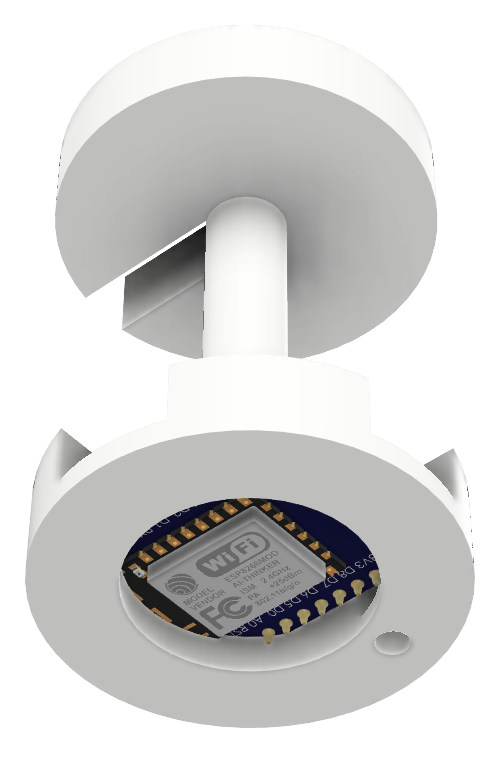 WiFi
MODEL ESP8266MOD
VENDOR AI-THINKER
ISM 2.4GHz
PA +25dBm
802.11b/g/n
FC
3V3 D8 D7 D6 D5 D0 A0 RST